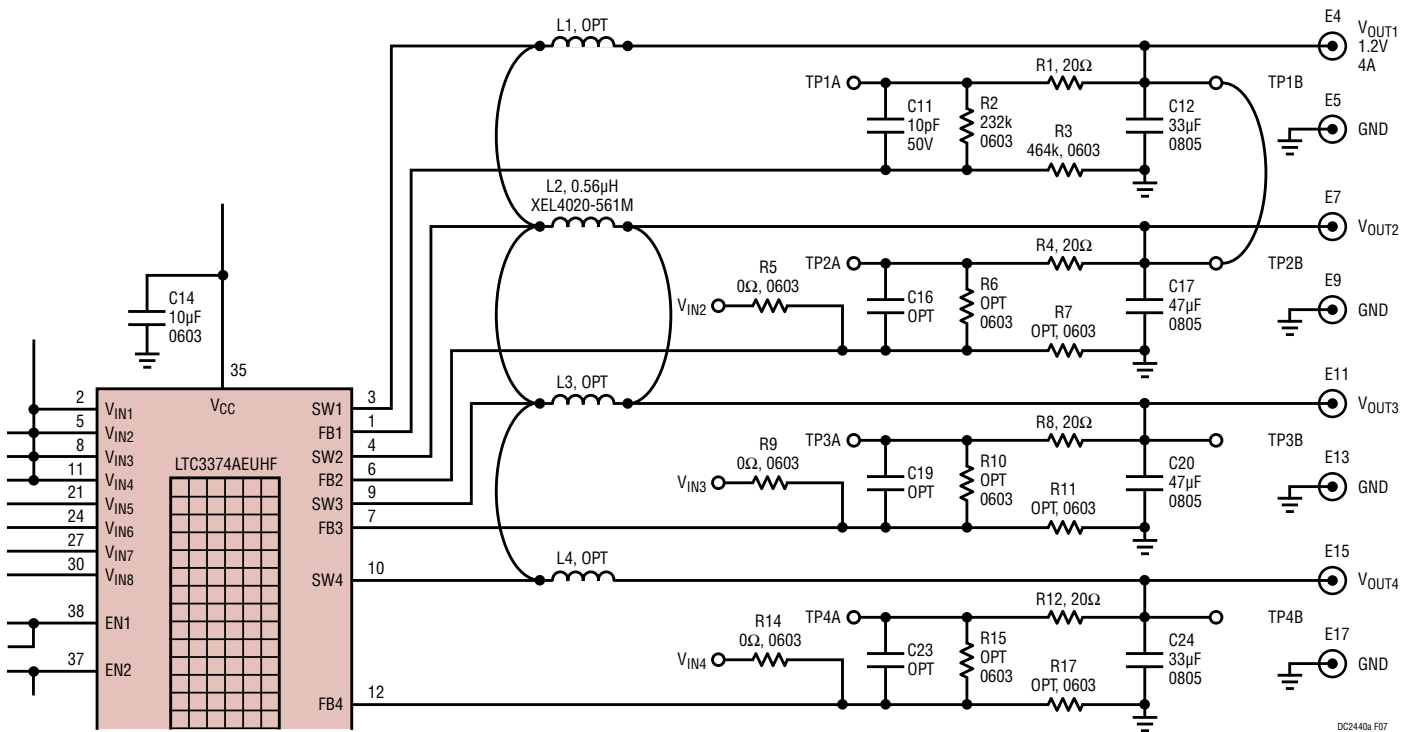 L1, OPT
E4
VOUT1
1.2V
4A
TP1A
R1, 20Ω
TP1B
C11
10pF
50V
R2
232k
0603
R3
464k, 0603
C12
33µF
0805
E5
GND
L2, 0.56µH
XEL4020-561M
E7
VOUT2
TP2A
R4, 20Ω
TP2B
R5
0Ω, 0603
VIN2
C16
OPT
R6
OPT
0603
R7
OPT, 0603
C17
47µF
0805
E9
GND
C14
10µF
0603
35
L3, OPT
E11
VOUT3
TP3A
R8, 20Ω
TP3B
R9
0Ω, 0603
VIN3
C19
OPT
R10
OPT
0603
R11
OPT, 0603
C20
47µF
0805
E13
GND
L4, OPT
E15
VOUT4
TP4A
R12, 20Ω
TP4B
R14
0Ω, 0603
VIN4
C23
OPT
R15
OPT
0603
R17
OPT, 0603
C24
33µF
0805
E17
GND
VCC
LTC3374AEUHF
2 VIN1
5 VIN2
8 VIN3
11 VIN4
21 VIN5
24 VIN6
27 VIN7
30 VIN8
38 EN1
37 EN2
SW1 3
FB1 1
SW2 4
FB2 6
SW3 9
FB3 7
SW4 10
FB4 12
DC2440a F07